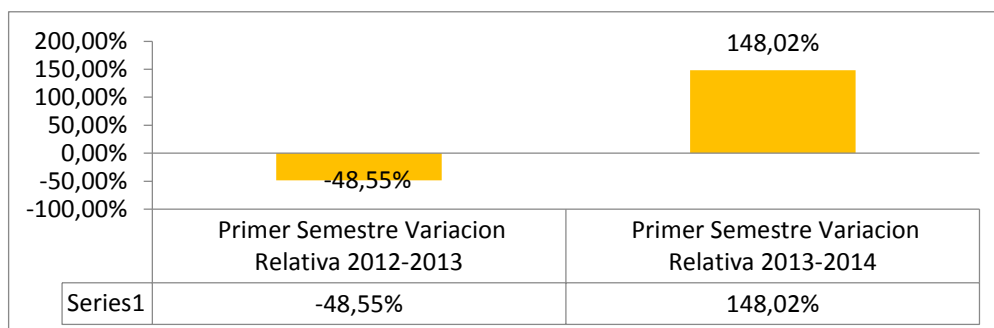 200,00%
150,00%
100,00%
50,00%
0,00%
-50,00%
-100,00%
148,02%
-48,55%
Primer Semestre Variacion
Relativa 2012-2013
Primer Semestre Variacion
Relativa 2013-2014
Series1 -48,55% 148,02%